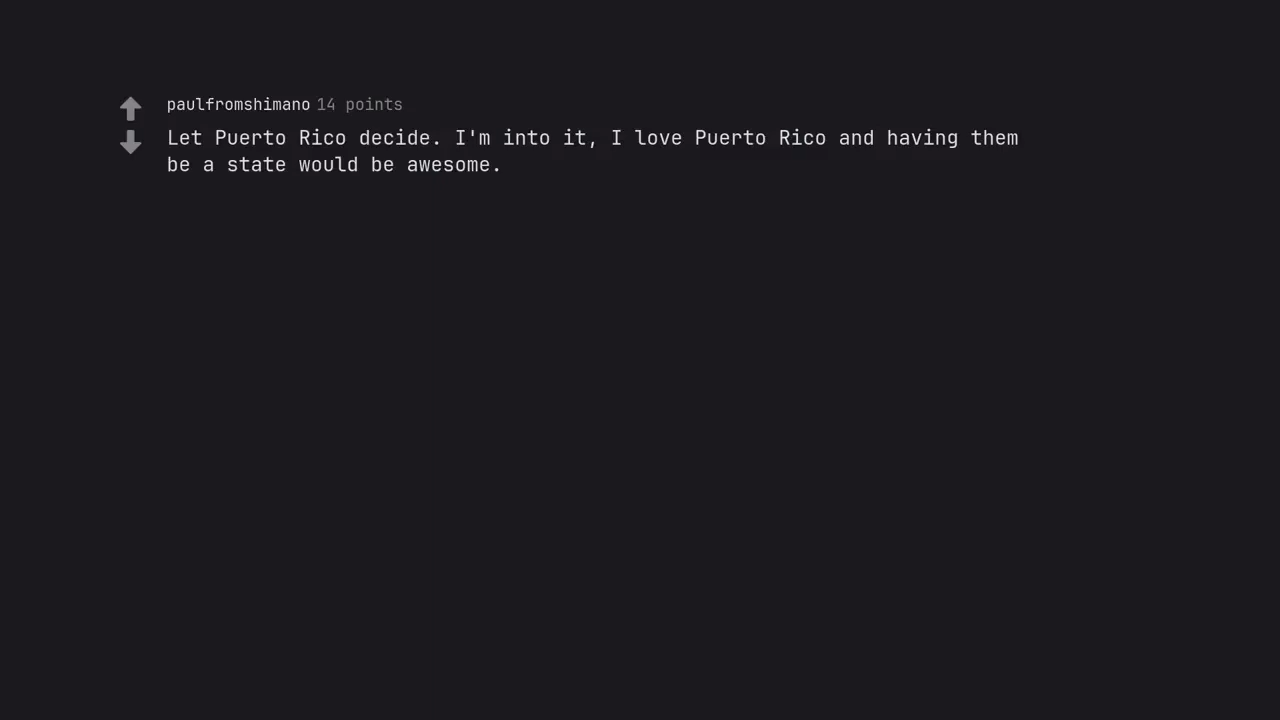 paulfromshimano 14 points
Let Puerto Rico decide. I'm into it, I love Puerto Rico and having them
be a state would be awesome.